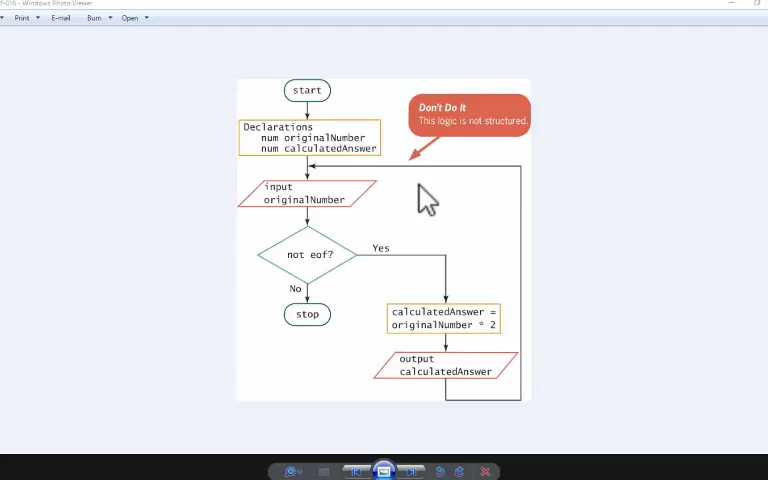 f-016 - Windows Photo Viewer
Print E-mail Burn Open
start
Don't Do It
This logic is not structured.
Declarations
num originalNumber
num calculatedAnswer
input
originalNumber
not eof?
Yes
No
stop
calculatedAnswer =
originalNumber * 2
output
calculatedAnswer